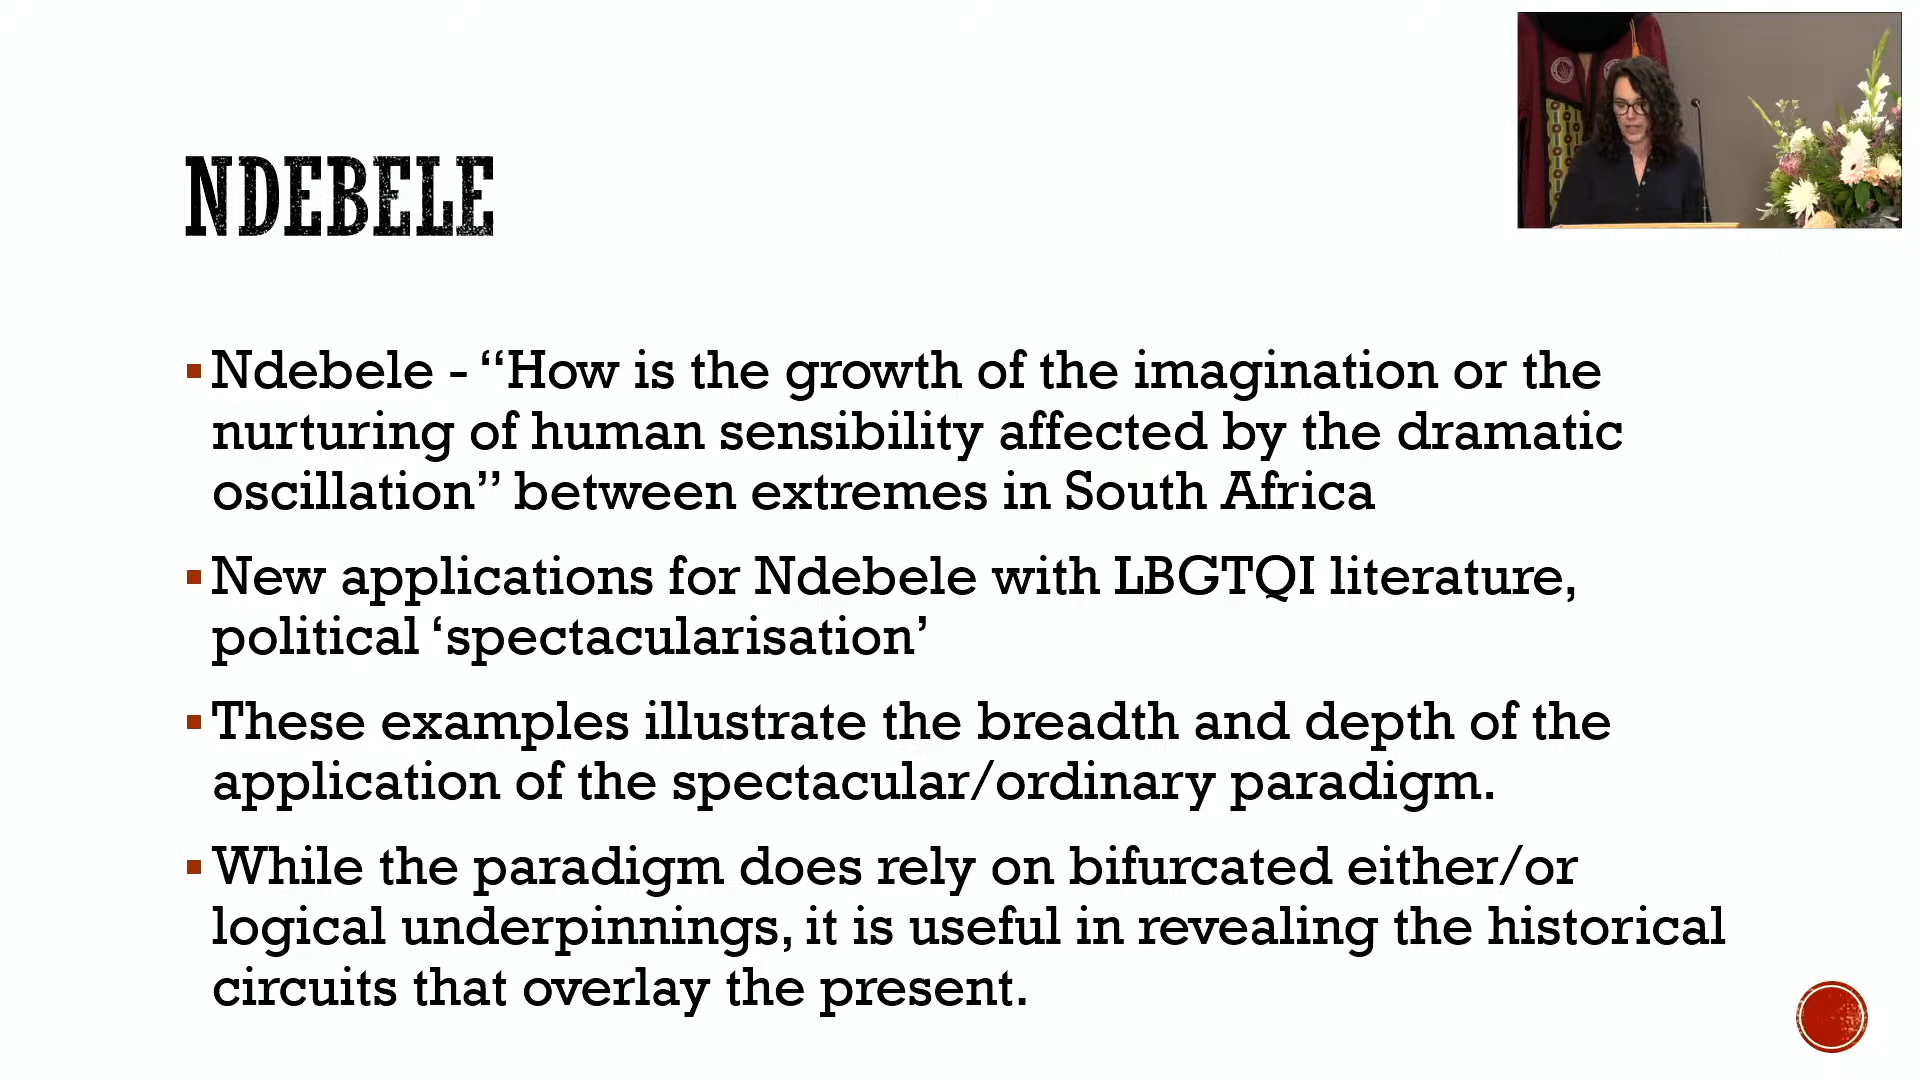 NDEBELE
▪Ndebele - “How is the growth of the imagination or the
nurturing of human sensibility affected by the dramatic
oscillation” between extremes in South Africa
▪New applications for Ndebele with LBGTQI literature,
political ‘spectacularisation’
▪These examples illustrate the breadth and depth of the
application of the spectacular/ordinary paradigm.
▪While the paradigm does rely on bifurcated either/or
logical underpinnings, it is useful in revealing the historical
circuits that overlay the present.